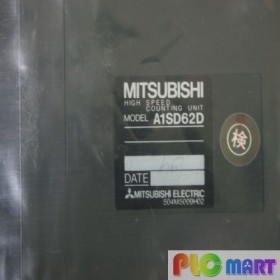 MITSUBISHI
HIGH SPEED
COUNTING UNIT
MODEL A1SD62D
検
DATE
MITSUBISHI ELECTRIC
PLC MART